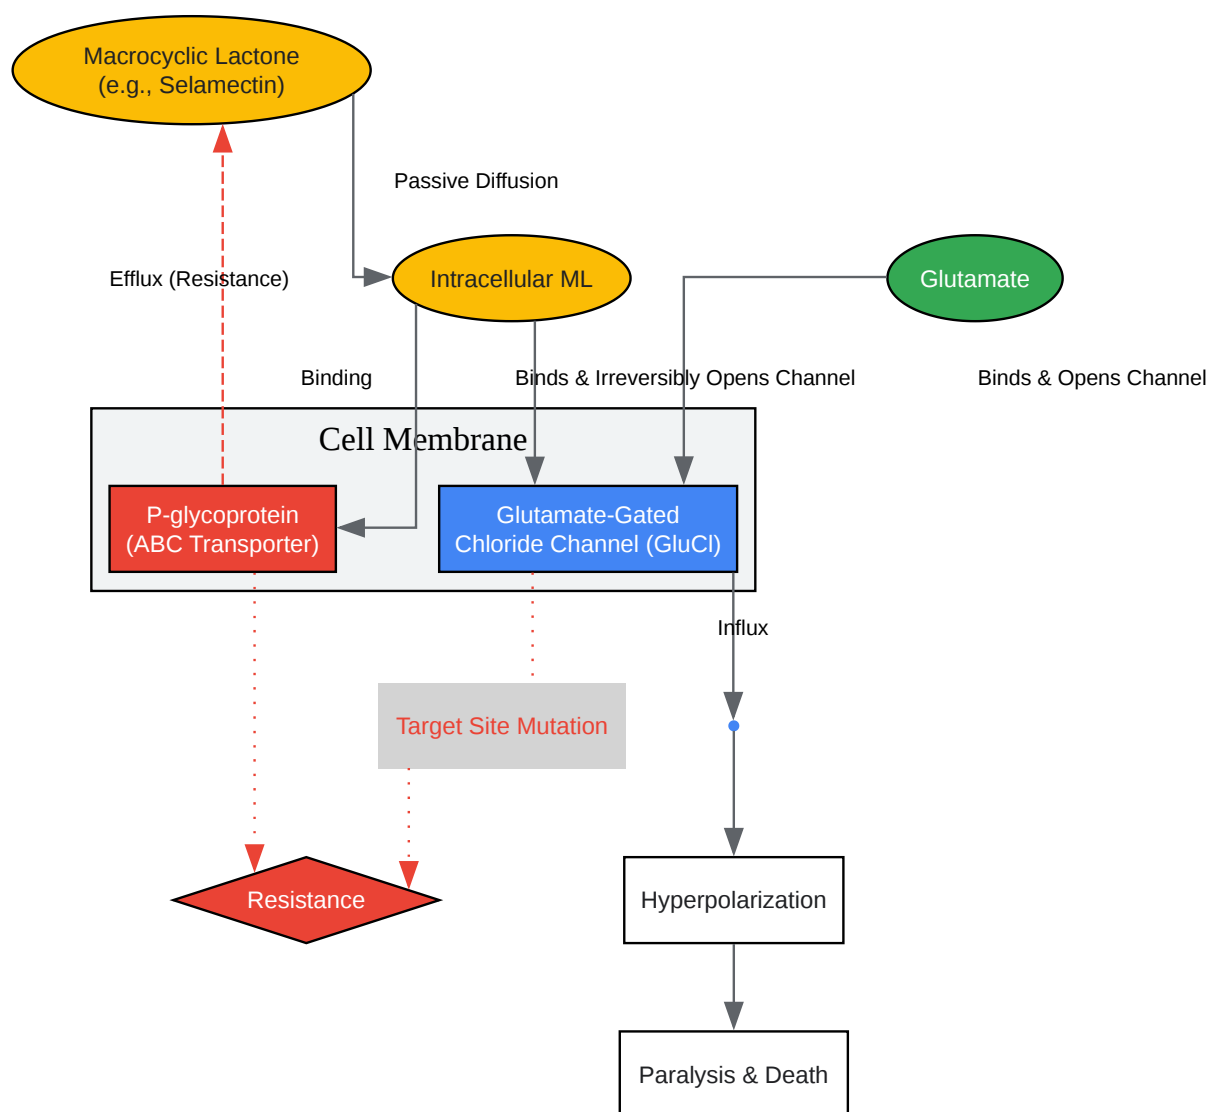 Macrocyclic Lactone
(e.g., Selamectin)
Passive Diffusion
Efflux (Resistance)
Intracellular ML
Glutamate
Binding
Binds & Irreversibly Opens Channel
Binds & Opens Channel
Cell Membrane
P-glycoprotein
(ABC Transporter)
Glutamate-Gated
Chloride Channel (GluCl)
Influx
Target Site Mutation
Resistance
Hyperpolarization
Paralysis & Death